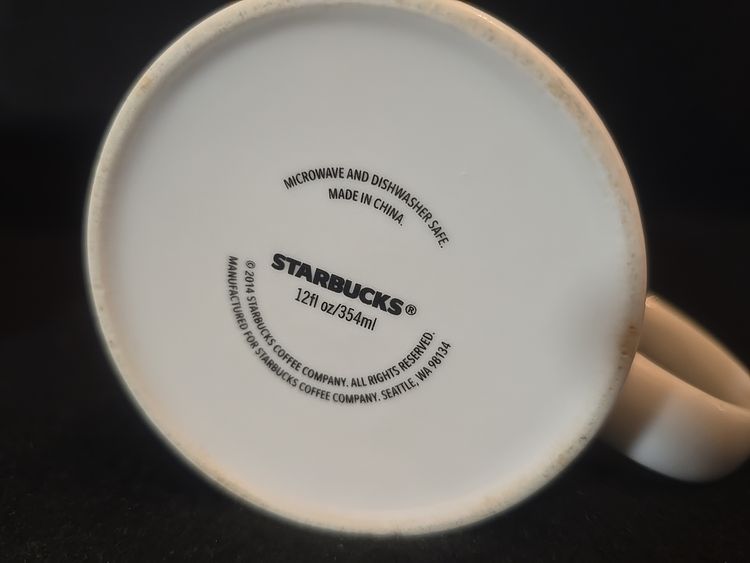 MICROWAVE AND DISHWASHER SAFE.
MADE IN CHINA.
STARBUCKS®
12fl oz/354ml
© 2014 STARBUCKS COFFEE COMPANY. ALL RIGHTS RESERVED.
MANUFACTURED FOR STARBUCKS COFFEE COMPANY. SEATTLE, WA 98134